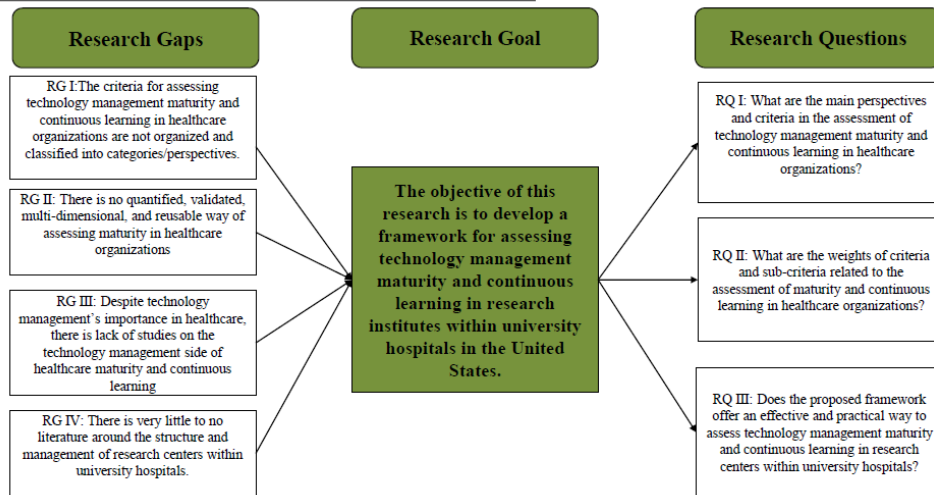 Research Gaps
RG I:The criteria for assessing
technology management maturity and
continuous learning in healthcare
organizations are not organized and
classified into categories/perspectives.
RG II: There is no quantified, validated,
multi-dimensional, and reusable way of
assessing maturity in healthcare
organizations
RG III: Despite technology
management’s importance in healthcare,
there is lack of studies on the
technology management side of
healthcare maturity and continuous
learning
RG IV: There is very little to no
literature around the structure and
management of research centers within
university hospitals.
Research Goal
The objective of this
research is to develop a
framework for assessing
technology management
maturity and continuous
learning in research
institutes within university
hospitals in the United
States.
Research Questions
RQ I: What are the main perspectives
and criteria in the assessment of
technology management maturity and
continuous learning in healthcare
organizations?
RQ II: What are the weights of criteria
and sub-criteria related to the
assessment of maturity and continuous
learning in healthcare organizations?
RQ III: Does the proposed framework
offer an effective and practical way to
assess technology management maturity
and continuous learning in research
centers within university hospitals?